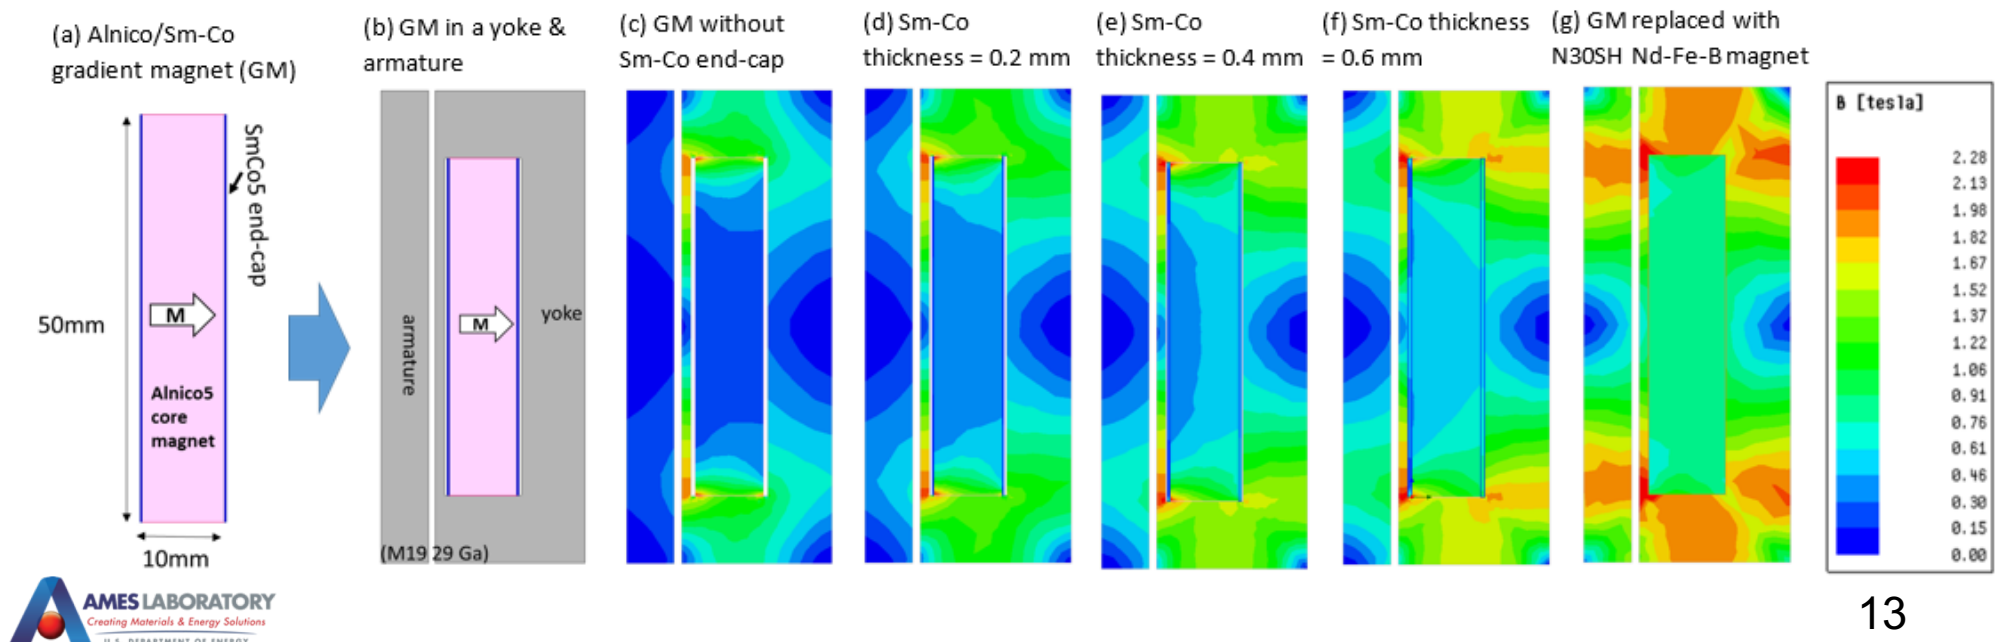 (a) Alnico/Sm-Co
gradient magnet (GM)
(b) GM in a yoke &
armature
(c) GM without
Sm-Co end-cap
(d) Sm-Co
thickness = 0.2 mm
(e) Sm-Co
thickness = 0.4 mm
(f) Sm-Co thickness
= 0.6 mm
(g) GM replaced with
N30SH Nd-Fe-B magnet
SmCo5 end-cap
50mm
M
Alnico5
core
magnet
10mm
armature
M
yoke
(M19 29 Ga)
B [tesla]
2.28
2.13
1.98
1.82
1.67
1.52
1.37
1.22
1.06
0.91
0.76
0.61
0.46
0.30
0.15
0.00
AMES LABORATORY
Creating Materials & Energy Solutions
U.S. DEPARTMENT OF ENERGY
13